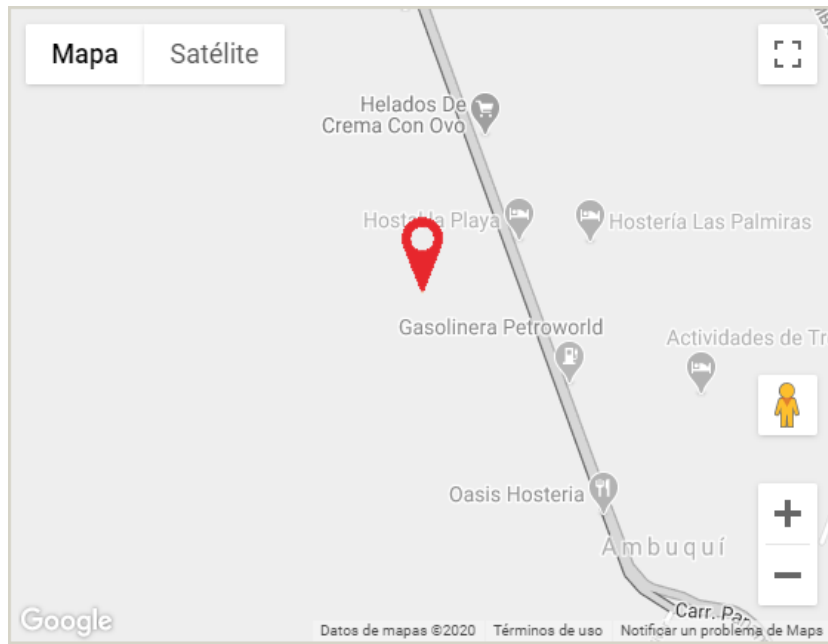 Mapa
Satélite
Helados De
Crema Con Ovo
Playa
Hostería Las Palmiras
Gasolinera Petroworld
Actividades de Tr
Oasis Hosteria
Ambuquí
Carr. Pan
Google
Datos de mapas ©2020
Términos de uso
Notificar un problema de Maps